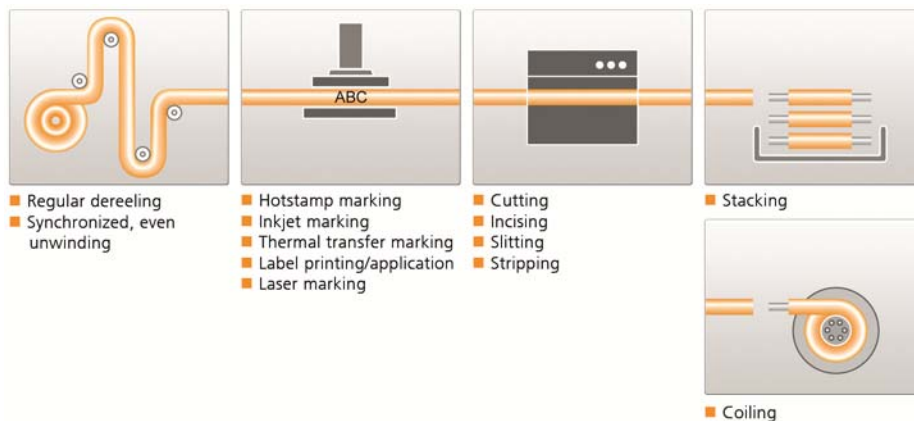 ABC
Regular dereeling
Synchronized, even
unwinding
Hotstamp marking
Inkjet marking
Thermal transfer marking
Label printing/application
Laser marking
Cutting
Incising
Slitting
Stripping
Stacking
Coiling